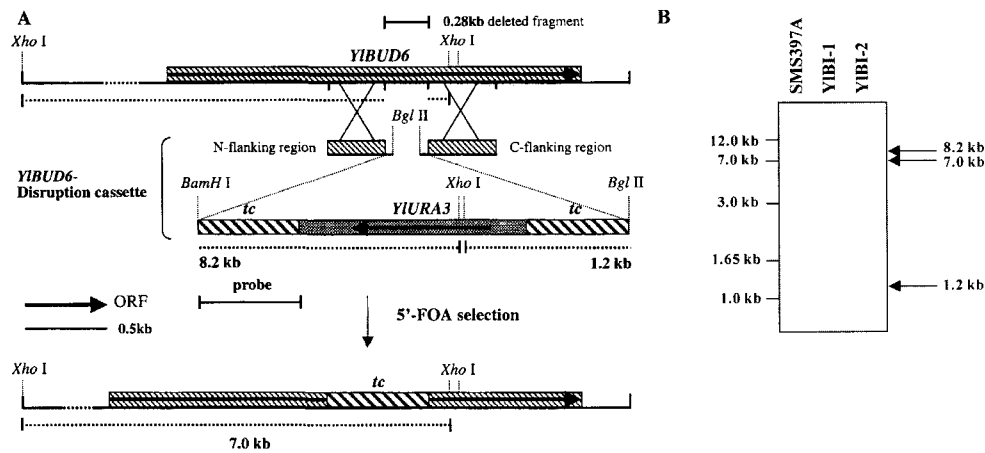 A
0.28kb deleted fragment
Xho I
YlBUD6
Xho I
Bgl II
N-flanking region
C-flanking region
YlBUD6-
Disruption cassette
BamH I
Xho I
Bgl II
tc
YlURA3
tc
8.2 kb
1.2 kb
probe
ORF
0.5kb
5'-FOA selection
Xho I
tc
Xho I
7.0 kb
B
SMS397A
YlBI-1
YlBI-2
12.0 kb
7.0 kb
3.0 kb
1.65 kb
1.0 kb
8.2 kb
7.0 kb
1.2 kb